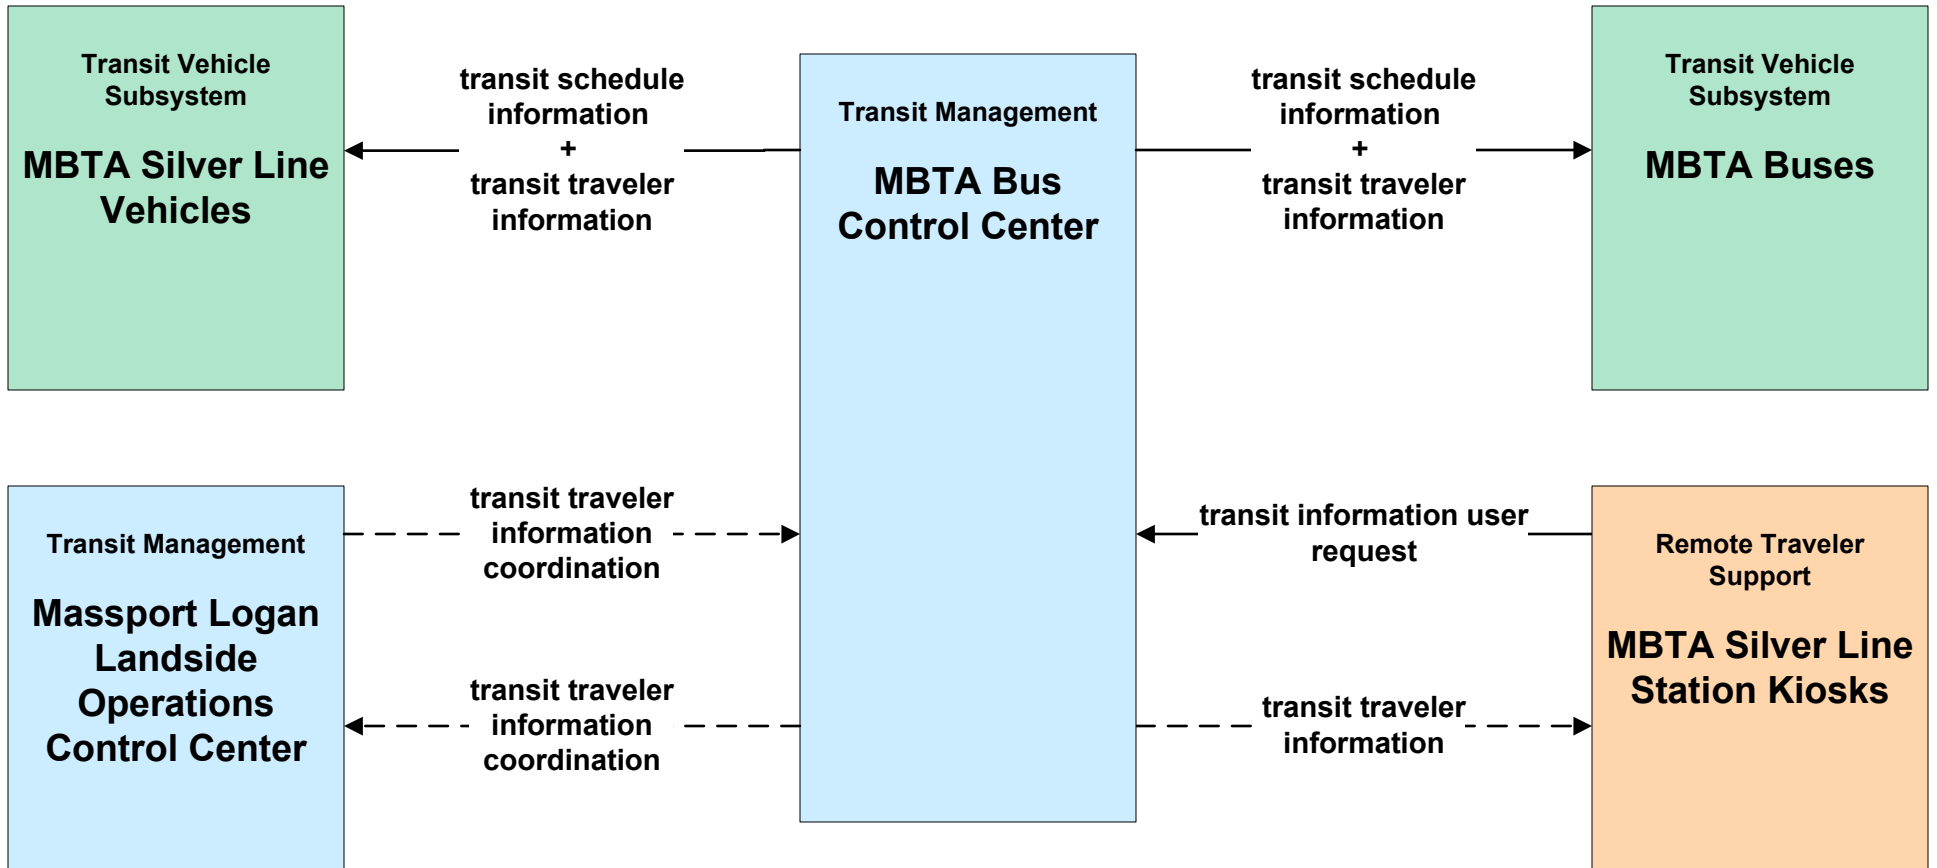 Transit Vehicle
Subsystem
MBTA Silver Line
Vehicles
transit schedule
information
+
transit traveler
information
Transit Management
MBTA Bus
Control Center
transit schedule
information
+
transit traveler
information
Transit Vehicle
Subsystem
MBTA Buses
Transit Management
Massport Logan
Landside
Operations
Control Center
transit traveler
information
coordination
transit traveler
information
coordination
transit information user
request
transit traveler
information
Remote Traveler
Support
MBTA Silver Line
Station Kiosks